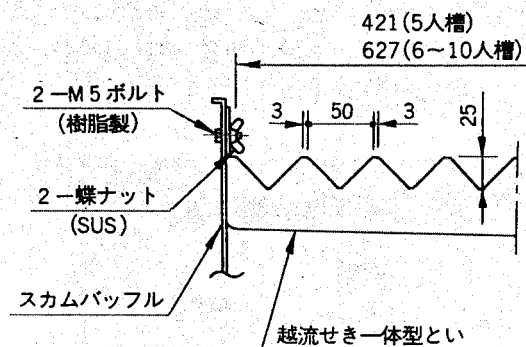 421(5人槽)
627(6～10人槽)
2－M5ボルト
(樹脂製)
3 50 3
25
2－蝶ナット
(SUS)
スカムバッフル
越流せき一体型とい